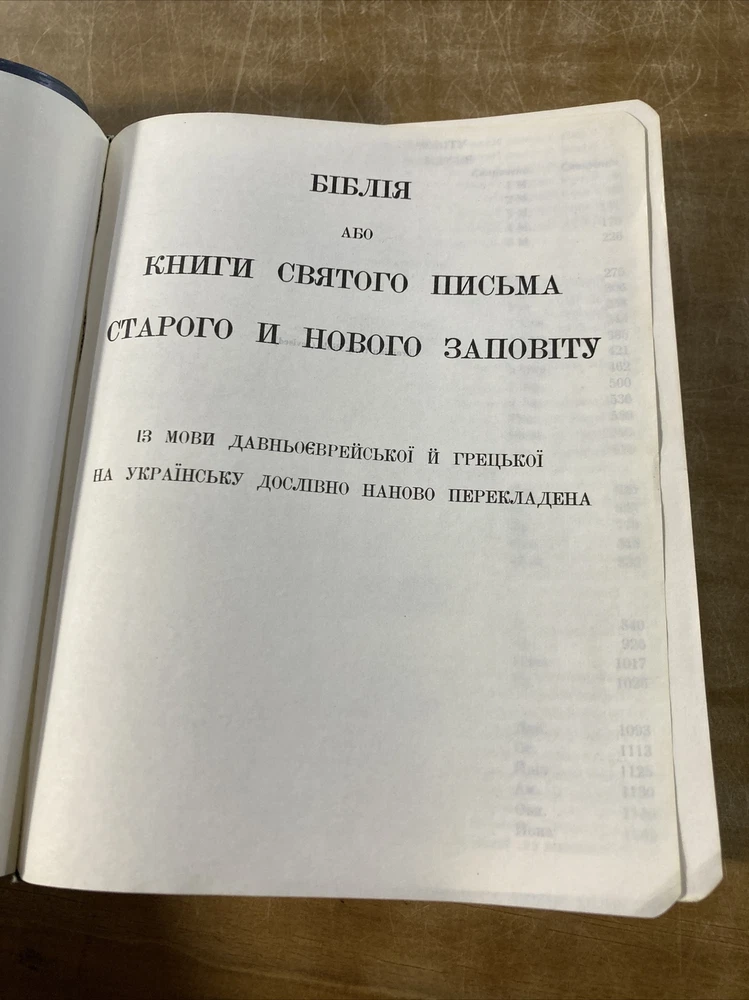 БІБЛІЯ
АБО
КНИГИ СВЯТОГО ПИСЬМА
СТАРОГО И НОВОГО ЗАПОВІТУ
ІЗ МОВИ ДАВНЬОЄВРЕЙСЬКОЇ Й ГРЕЦЬКОЇ
НА УКРАЇНСЬКУ ДОСЛІВНО НАНОВО ПЕРЕКЛАДЕНА